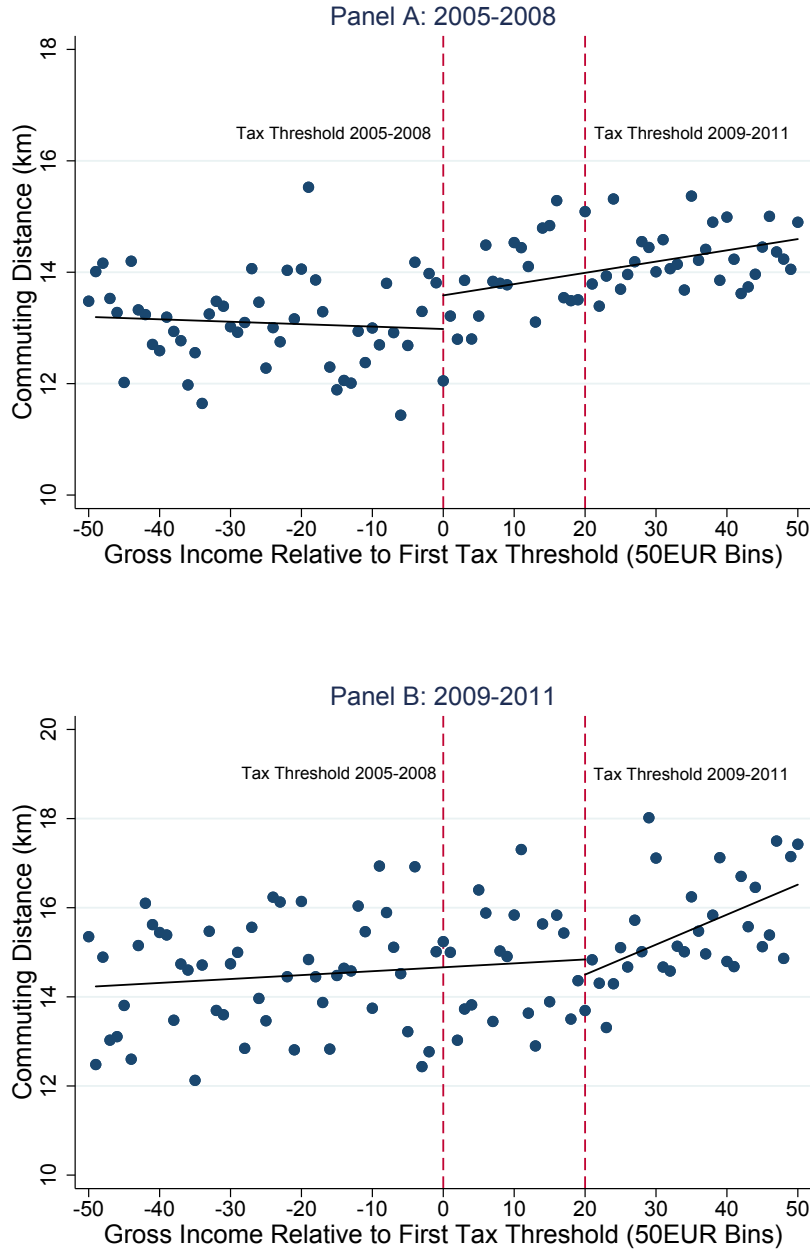 Panel A: 2005-2008
18
Tax Threshold 2005-2008 Tax Threshold 2009-2011
16
14
12
10
Commuting Distance (km)
-50 -40 -30 -20 -10 0 10 20 30 40 50
Gross Income Relative to First Tax Threshold (50EUR Bins)
Panel B: 2009-2011
20
Tax Threshold 2005-2008 Tax Threshold 2009-2011
18
16
14
12
10
Commuting Distance (km)
-50 -40 -30 -20 -10 0 10 20 30 40 50
Gross Income Relative to First Tax Threshold (50EUR Bins)